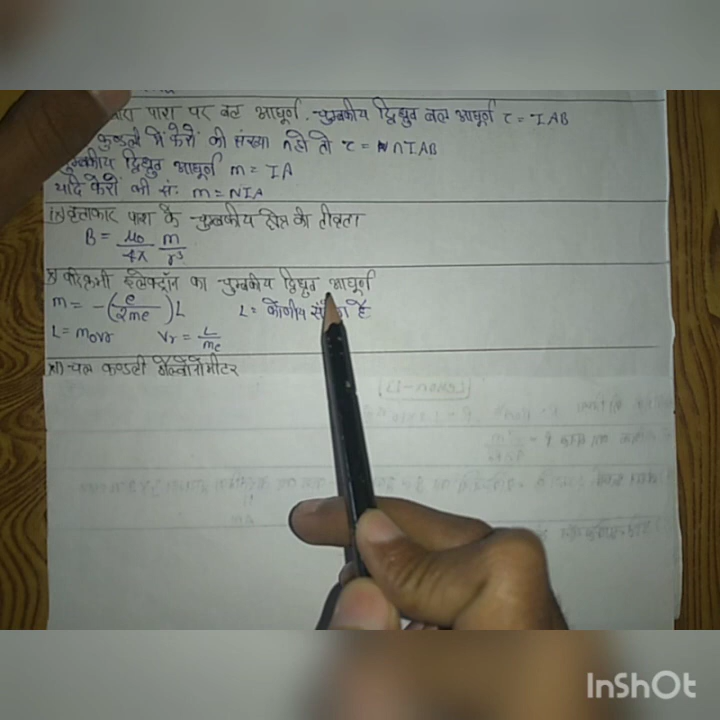 धारा पाश पर बल आघूर्ण. चुम्बकीय द्विध्रुव बल आघूर्ण τ = IAB
कुण्डली में फेरों की संख्या n हो तो τ = NIAB
चुम्बकीय द्विध्रुव आघूर्ण m = IA
यदि फेरों की सं. m = NIA
वृत्ताकार पाश के चुम्बकीय क्षेत्र की तीव्रता
B = μ0/4π m/r³
परिक्रमी इलेक्ट्रॉन का चुम्बकीय द्विध्रुव आघूर्ण
m = -(e/2me)L L = कोणीय है
L = movr Vr = L/me
चल कुण्डली गैल्वेनोमीटर
InShOt